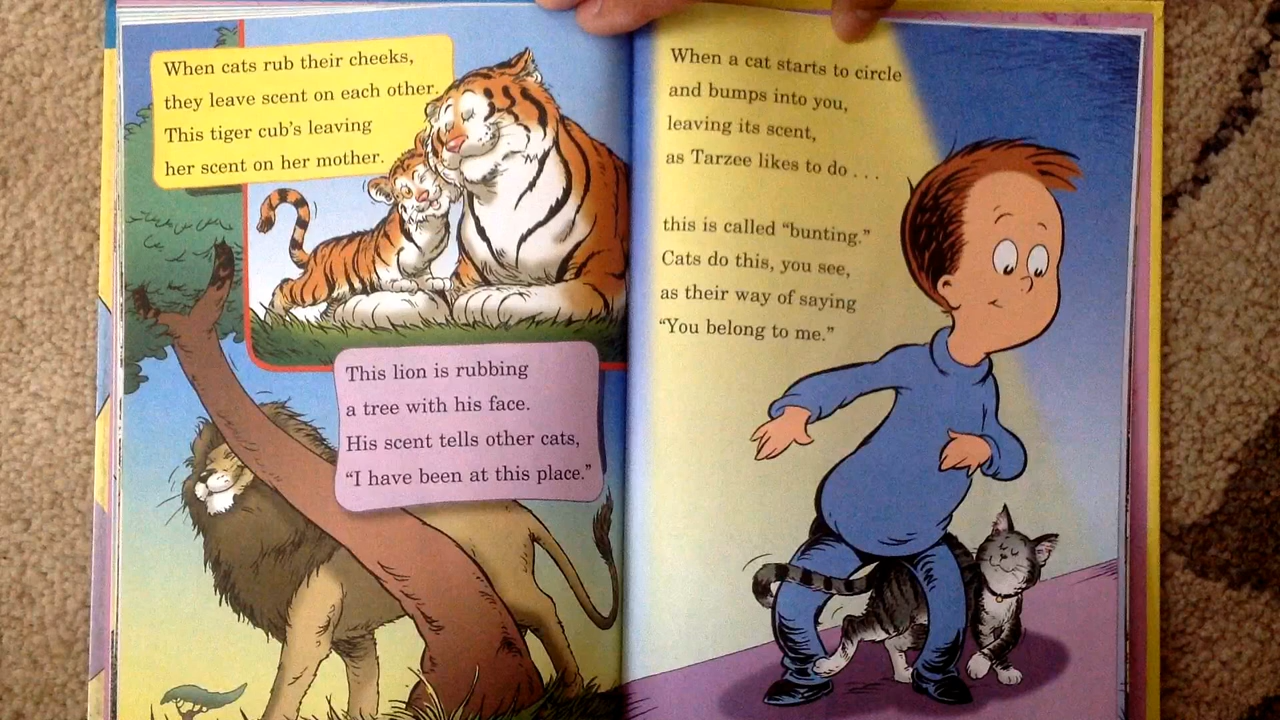 When cats rub their cheeks,
they leave scent on each other.
This tiger cub's leaving
her scent on her mother.
This lion is rubbing
a tree with his face.
His scent tells other cats,
“I have been at this place.”
When a cat starts to circle
and bumps into you,
leaving its scent,
as Tarzee likes to do . . .
this is called “bunting.”
Cats do this, you see,
as their way of saying
“You belong to me.”